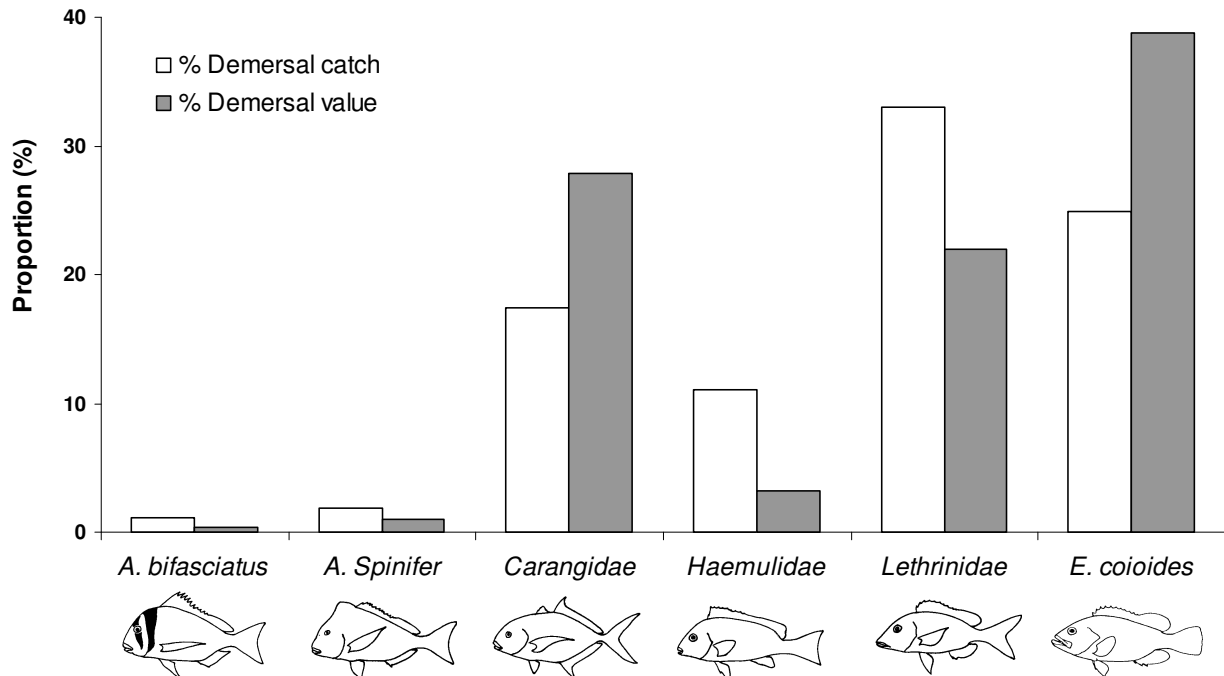 40
30
20
10
0
Proportion (%)
% Demersal catch
% Demersal value
A. bifasciatus
A. Spinifer
Carangidae
Haemulidae
Lethrinidae
E. coioides